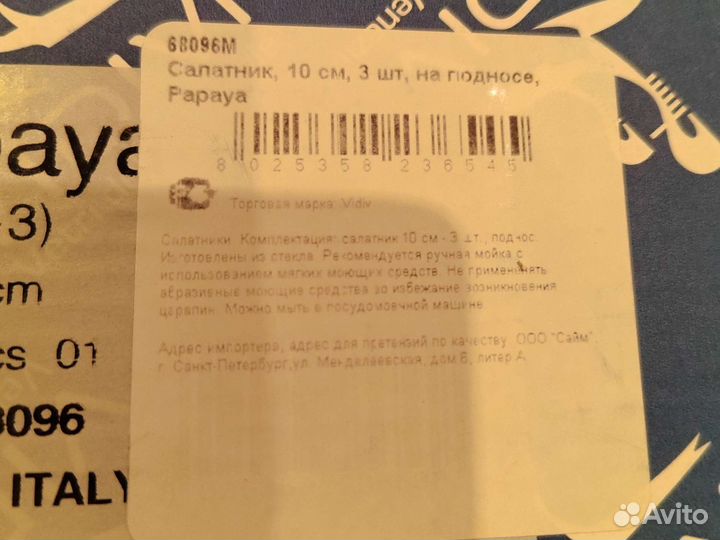 68096M
Салатник, 10 см, 3 шт, на подносе,
Papaya
8 025358 236545
Торговая марка: Vidiv
Салатники. Комплектация: салатник 10 см - 3 шт., поднос.
Изготовлены из стекла. Рекомендуется ручная мойка с
использованием мягких моющих средств. Не применять
абразивные моющие средства во избежание возникновения
царапин. Можно мыть в посудомоечной машине.
Адрес импортера, адрес для претензий по качеству: ООО "Сайм",
г. Санкт-Петербург,ул. Менделеевская, дом 8, литер А
paya
3)
cm
cs 01
8096
ITALY
Avito